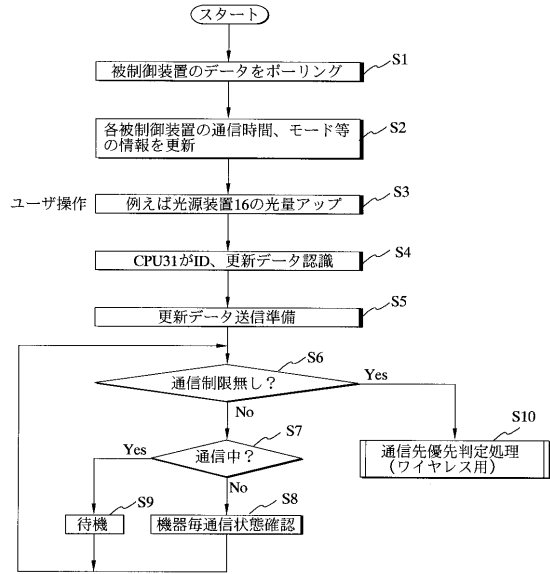 スタート
被制御装置のデータをポーリング
S1
各被制御装置の通信時間、モード等
の情報を更新
S2
ユーザ操作
例えば光源装置16の光量アップ
S3
CPU31がID、更新データ認識
S4
更新データ送信準備
S5
通信制限無し？
S6
Yes
No
通信先優先判定処理
（ワイヤレス用）
S10
通信中？
S7
Yes
No
待機
S9
機器毎通信状態確認
S8